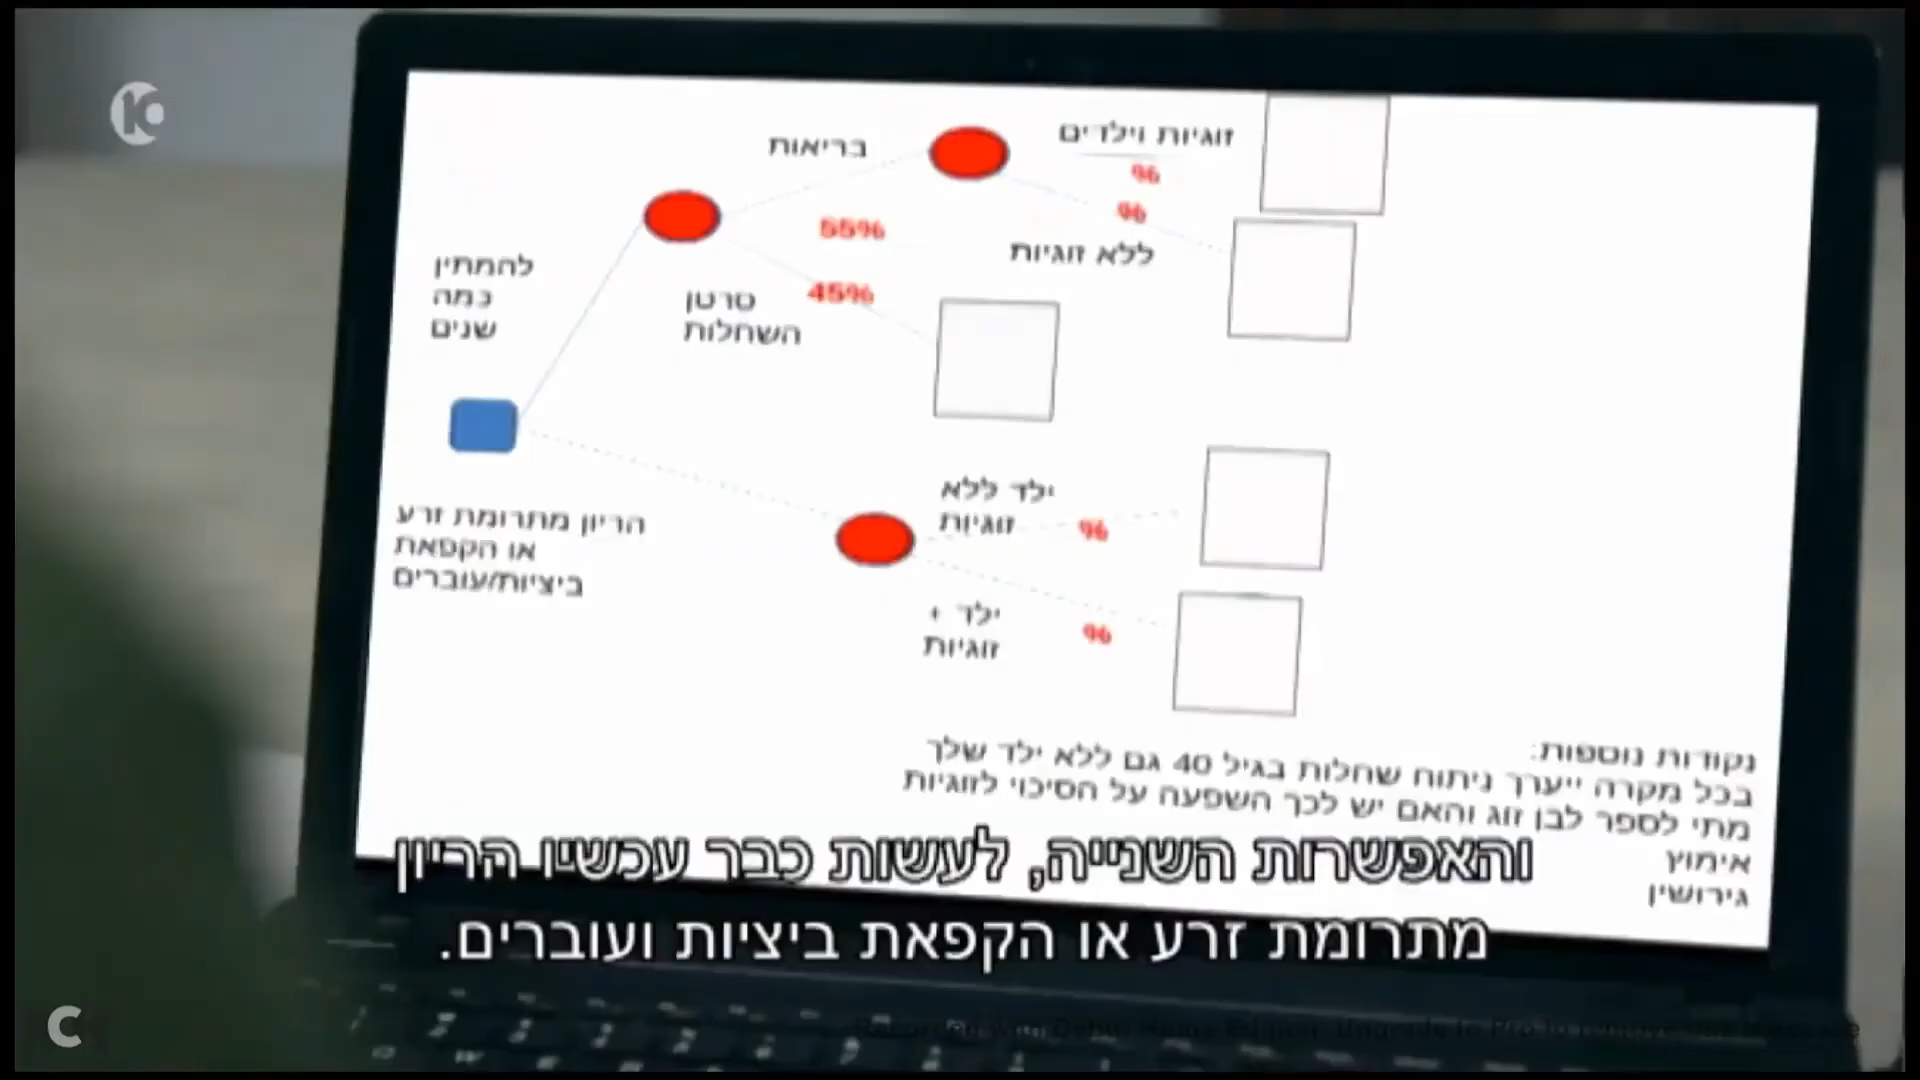 זוגיות וילדים
בריאות
%
%
55%
ללא זוגיות
להמתין
כמה
שנים
45%
סרטן
השחלות
ילד ללא
זוגיות
%
הריון מתרומת זרע
או הקפאת
ביציות/עוברים
ילד +
זוגיות
%
נקודות נוספות:
בכל מקרה ייערך ניתוח שחלות בגיל 40 גם ללא ילד שלך
מתי לספר לבן זוג והאם יש לכך השפעה על הסיכוי לזוגיות
אימוץ
גירושין
והאפשרות השנייה, לעשות כבר עכשיו הריון
מתרומת זרע או הקפאת ביציות ועוברים.
10
C